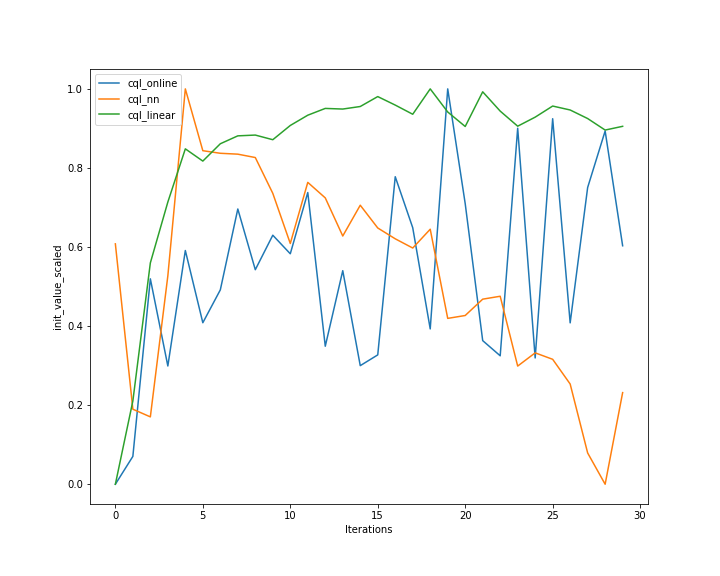 cql_online
cql_nn
cql_linear
1.0
0.8
0.6
0.4
0.2
0.0
init_value_scaled
0 5 10 15 20 25 30
Iterations